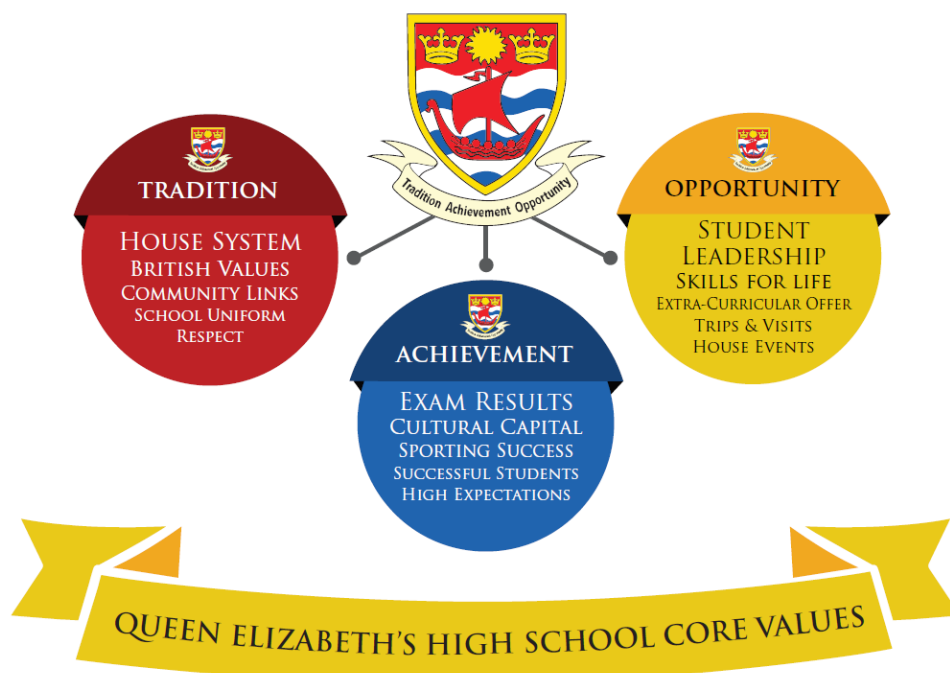 Tradition Achievement Opportunity
TRADITION
HOUSE SYSTEM
BRITISH VALUES
COMMUNITY LINKS
SCHOOL UNIFORM
RESPECT
ACHIEVEMENT
EXAM RESULTS
CULTURAL CAPITAL
SPORTING SUCCESS
SUCCESSFUL STUDENTS
HIGH EXPECTATIONS
OPPORTUNITY
STUDENT
LEADERSHIP
SKILLS FOR LIFE
EXTRA-CURRICULAR OFFER
TRIPS & VISITS
HOUSE EVENTS
QUEEN ELIZABETH'S HIGH SCHOOL CORE VALUES